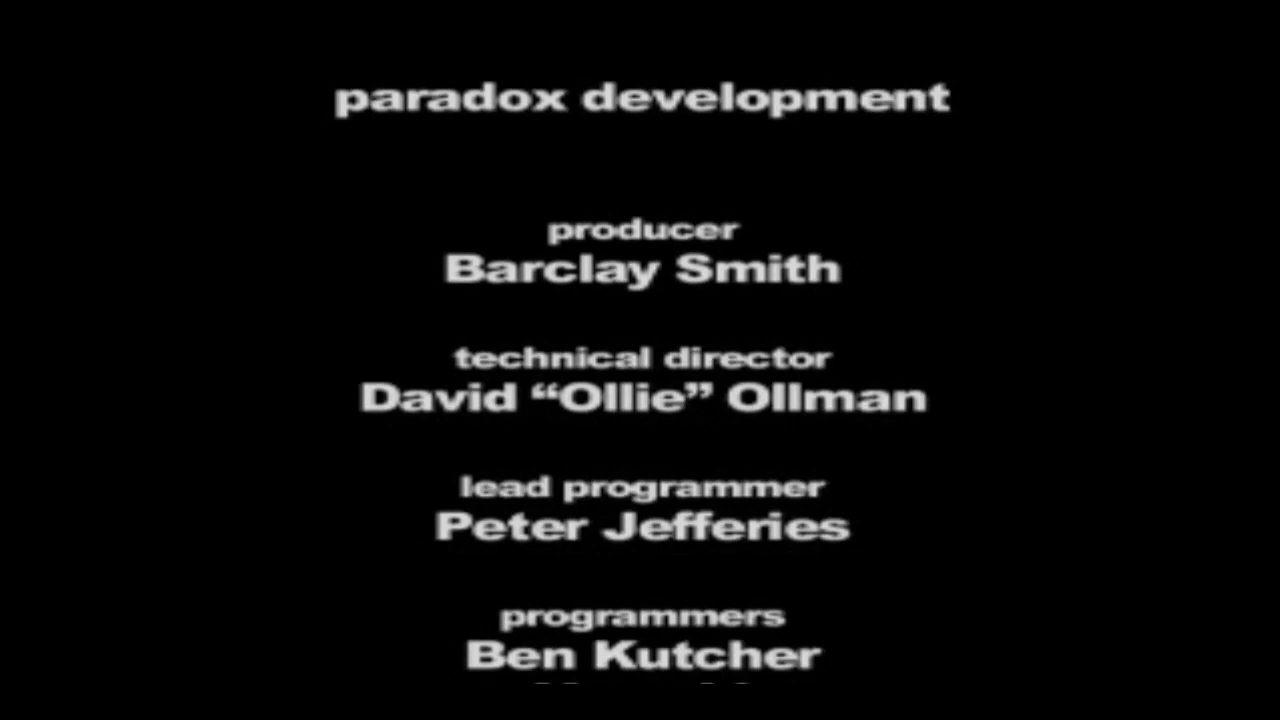 paradox development
producer
Barclay Smith
technical director
David “Ollie” Ollman
lead programmer
Peter Jefferies
programmers
Ben Kutcher